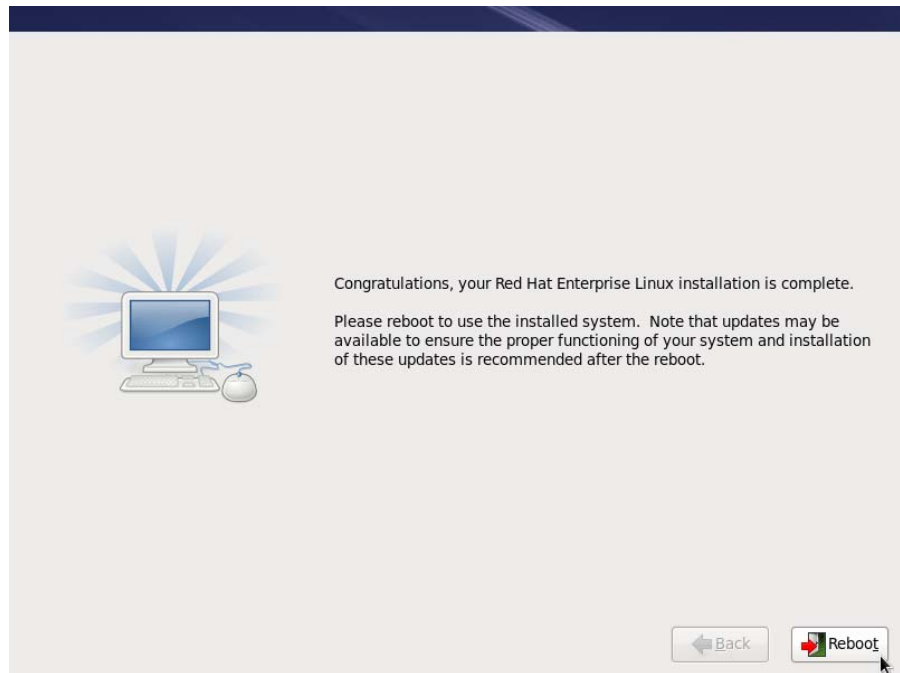 Congratulations, your Red Hat Enterprise Linux installation is complete.
Please reboot to use the installed system.  Note that updates may be
available to ensure the proper functioning of your system and installation
of these updates is recommended after the reboot.
Back
Reboot